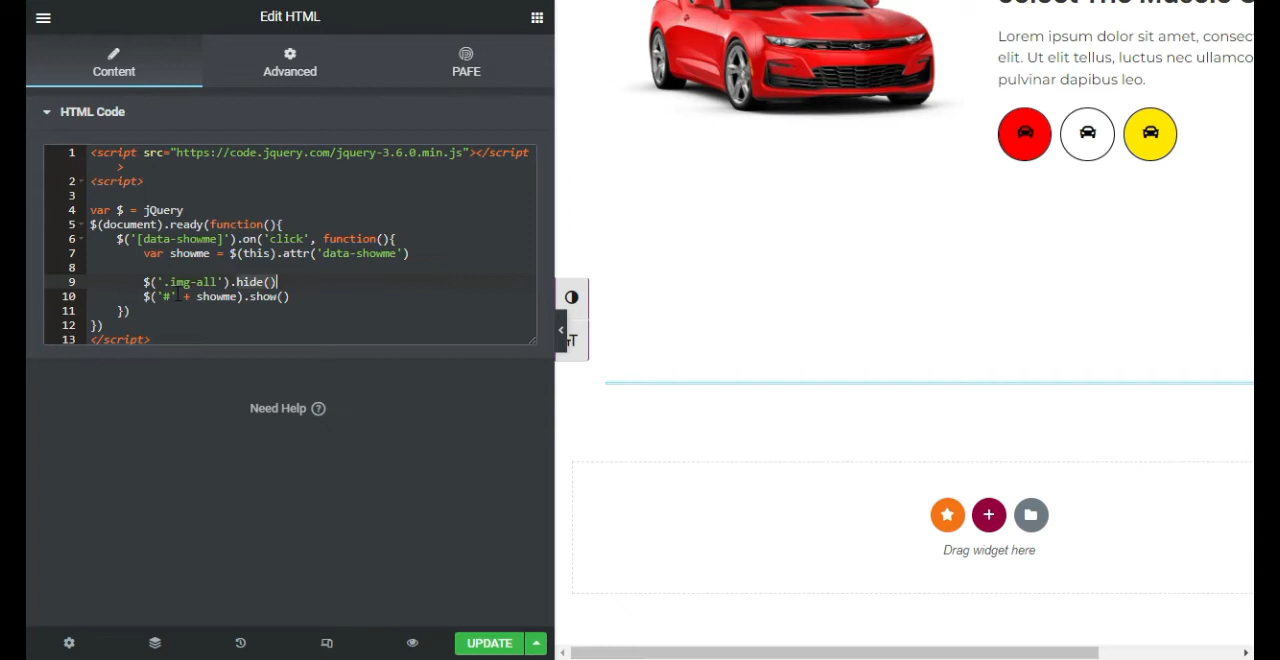 Edit HTML
Content
Advanced
PAFE
HTML Code
1 <script src="https://code.jquery.com/jquery-3.6.0.min.js"></script
>
2 <script>
3
4 var $ = jQuery
5 $(document).ready(function(){
6 $('[data-showme]').on('click', function(){
7 var showme = $(this).attr('data-showme')
8
9 $('.img-all').hide()
10 $('#' + showme).show()
11 })
12 })
13 </script>
Need Help ?
UPDATE
Select The Muscle
Lorem ipsum dolor sit amet, consec
elit. Ut elit tellus, luctus nec ullamco
pulvinar dapibus leo.
TT
Drag widget here